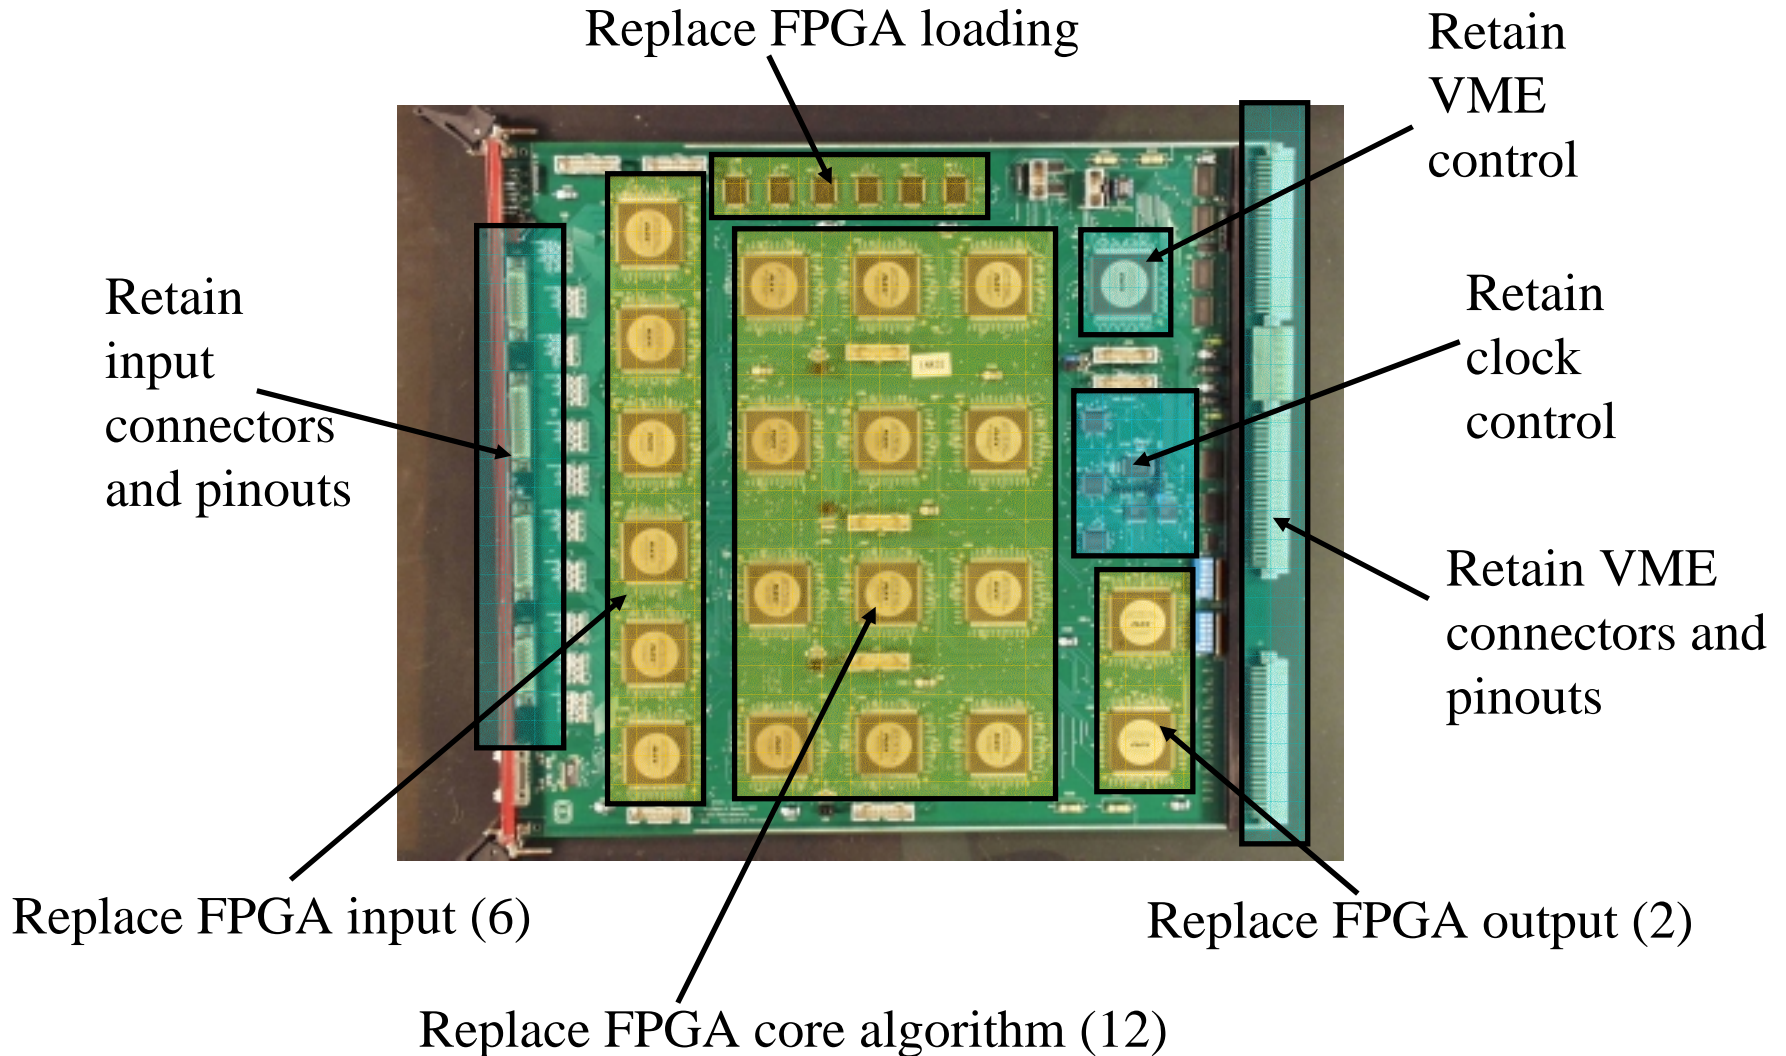 Replace FPGA loading
Retain
VME
control
Retain
input
connectors
and pinouts
Retain
clock
control
Retain VME
connectors and
pinouts
Replace FPGA input (6)
Replace FPGA output (2)
Replace FPGA core algorithm (12)